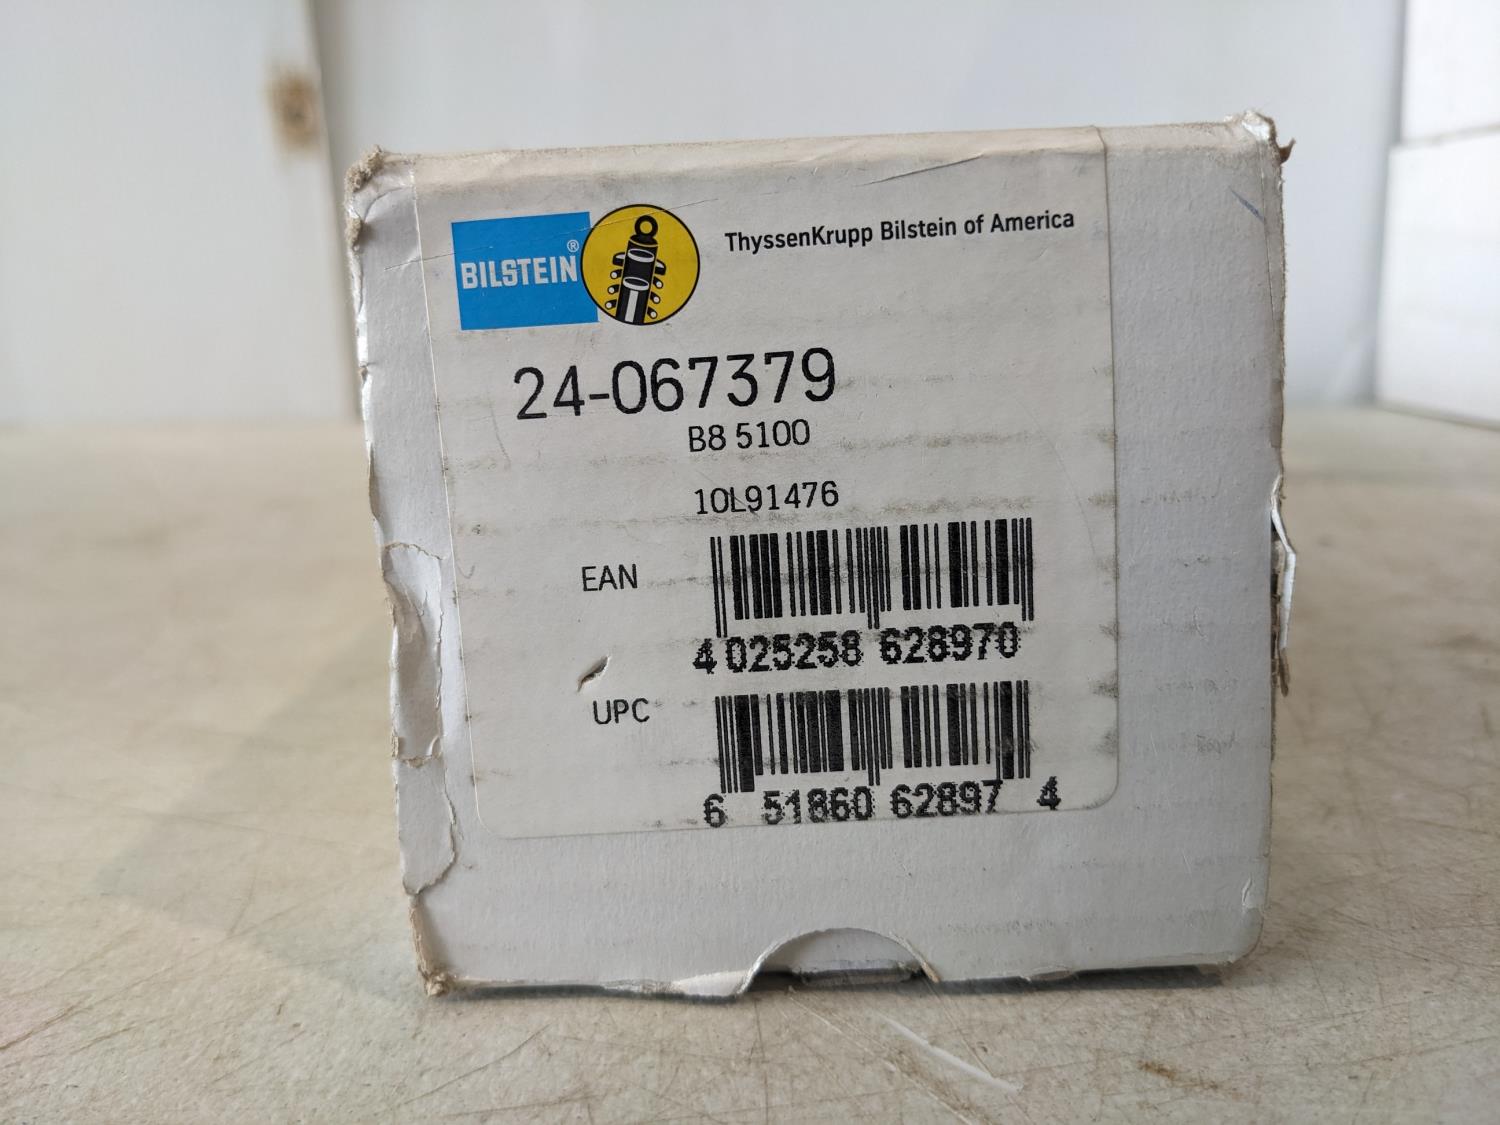 BILSTEIN®
ThyssenKrupp Bilstein of America
24-067379
B8 5100
10L91476
EAN
4 025258 628970
UPC
6 51860 62897 4